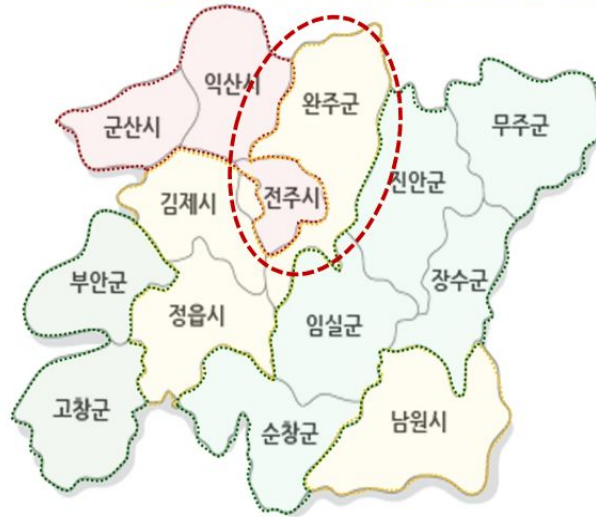 익산시
완주군
무주군
군산시
전주시
진안군
김제시
부안군
정읍시
임실군
장수군
고창군
순창군
남원시